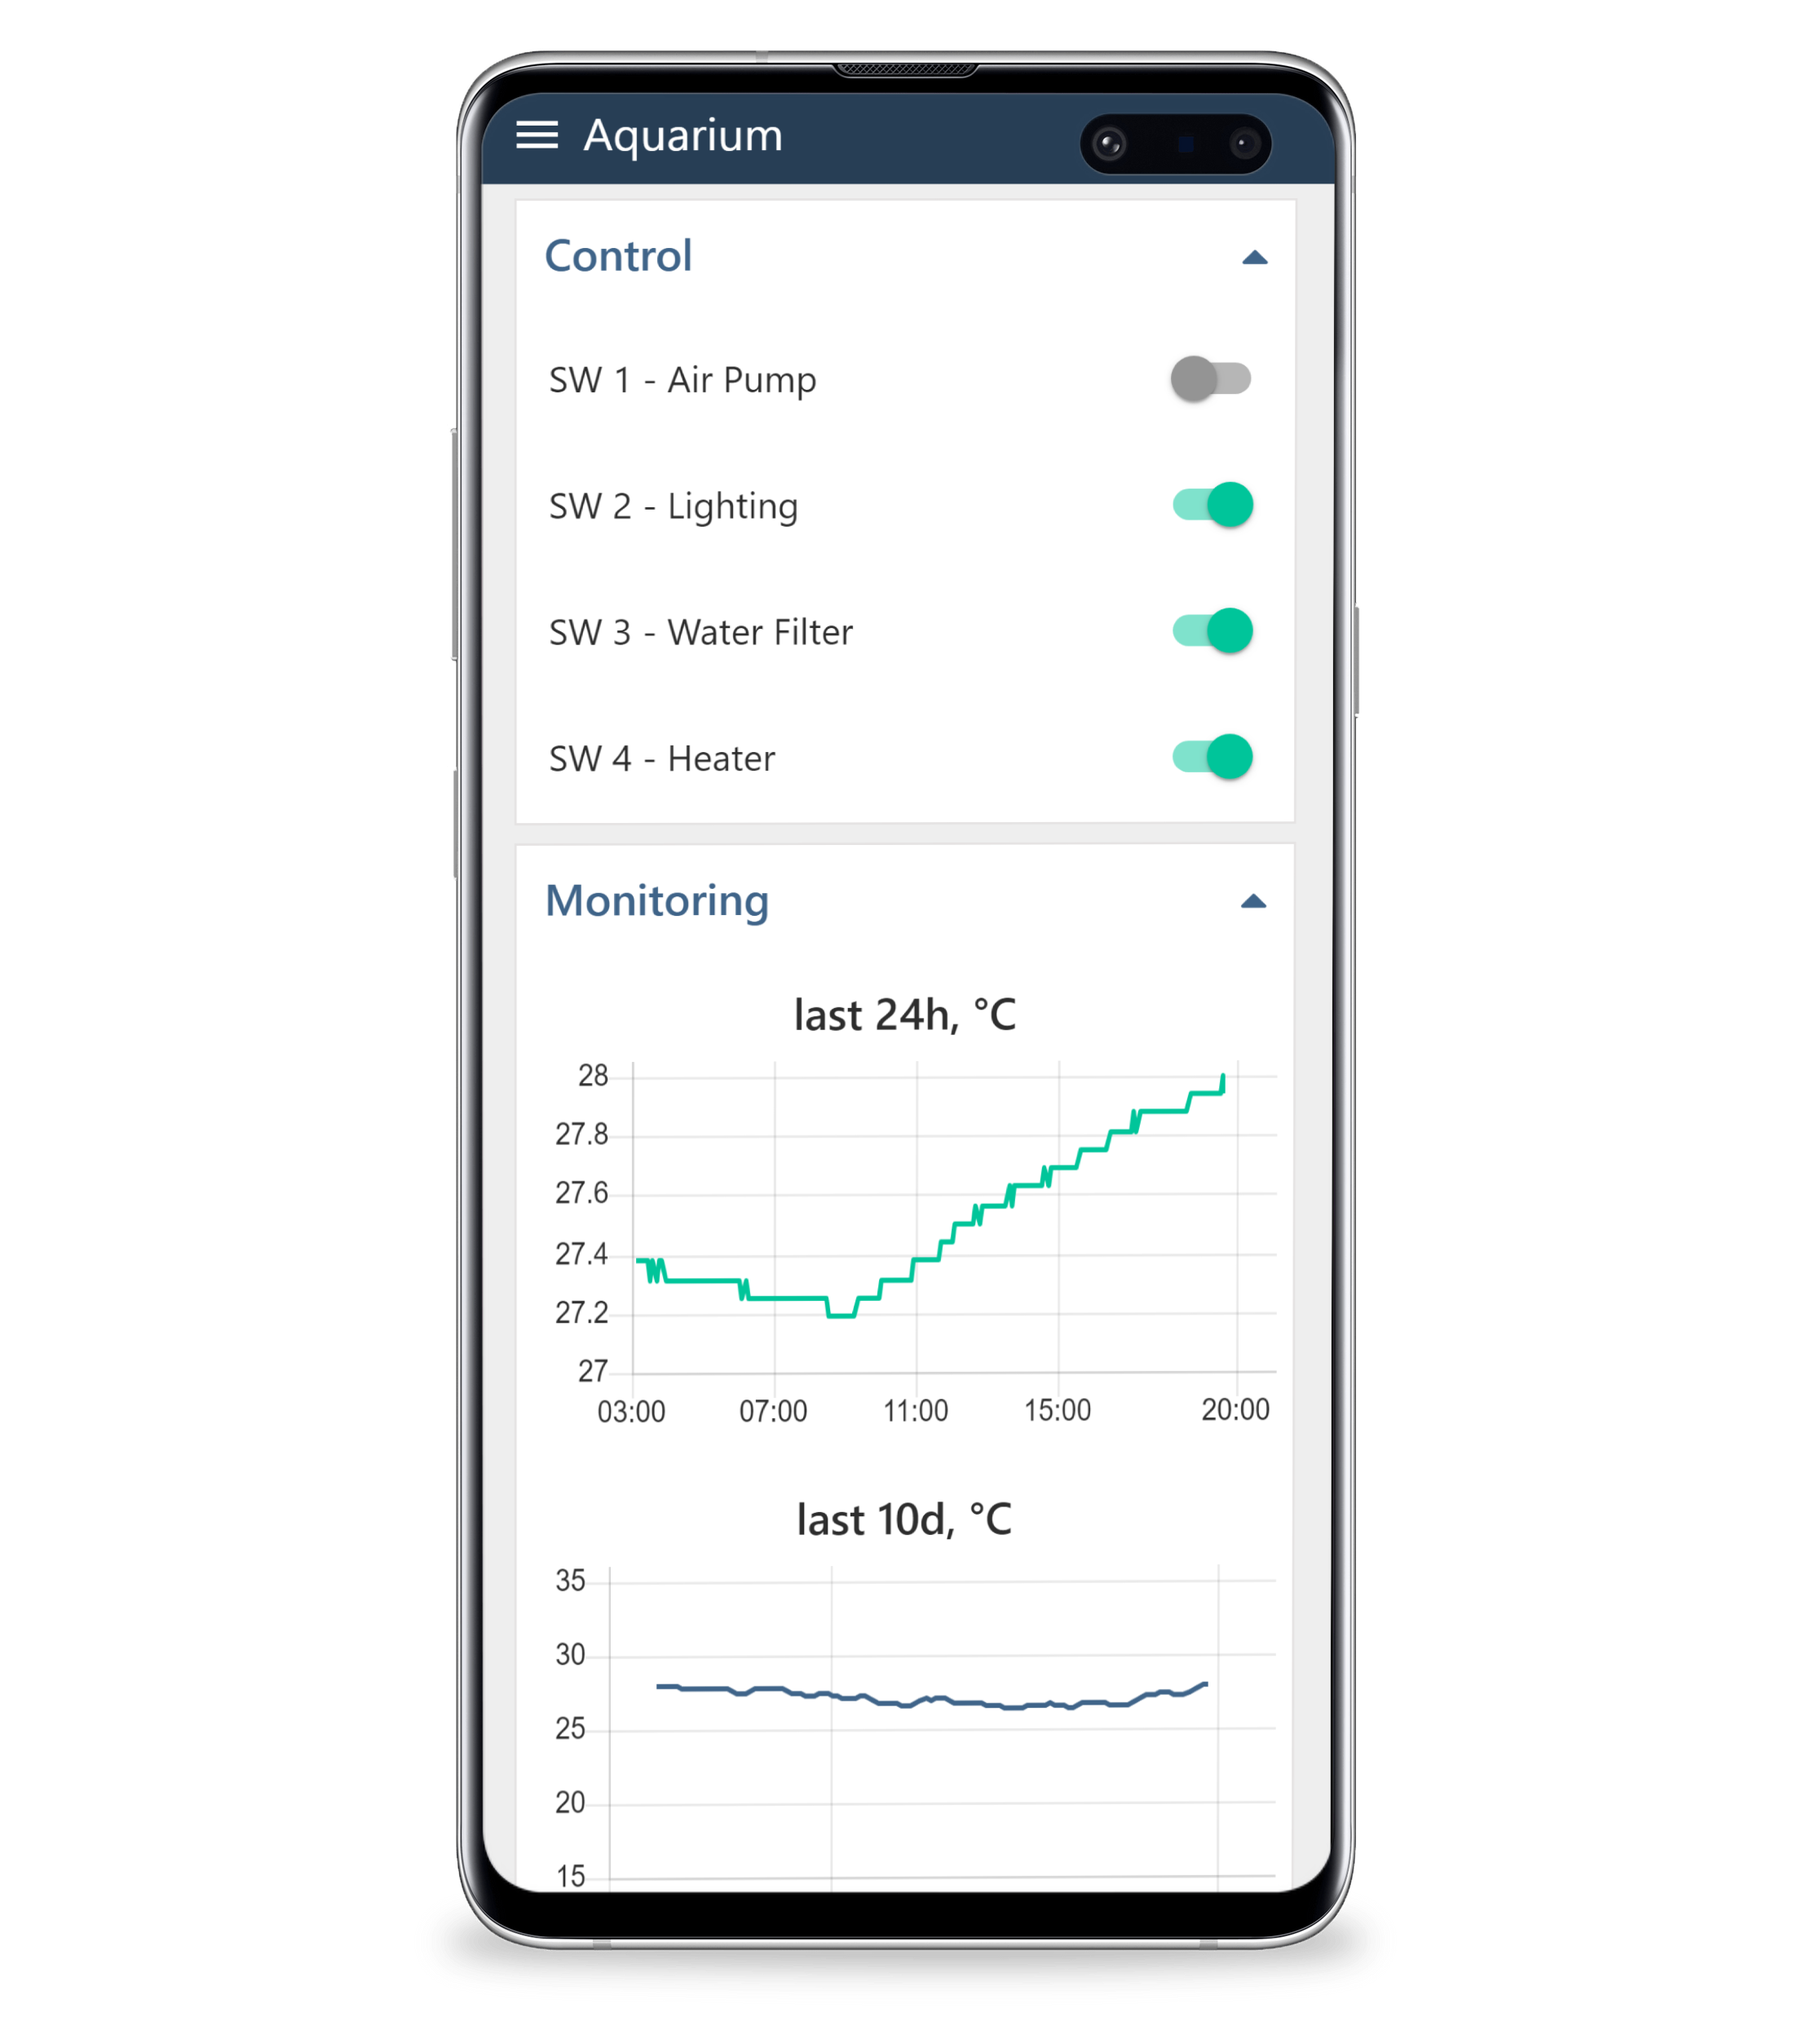 Aquarium
Control
SW 1 - Air Pump
SW 2 - Lighting
SW 3 - Water Filter
SW 4 - Heater
Monitoring
last 24h, °C
28
27.8
27.6
27.4
27.2
27
03:00 07:00 11:00 15:00 20:00
last 10d, °C
35
30
25
20
15